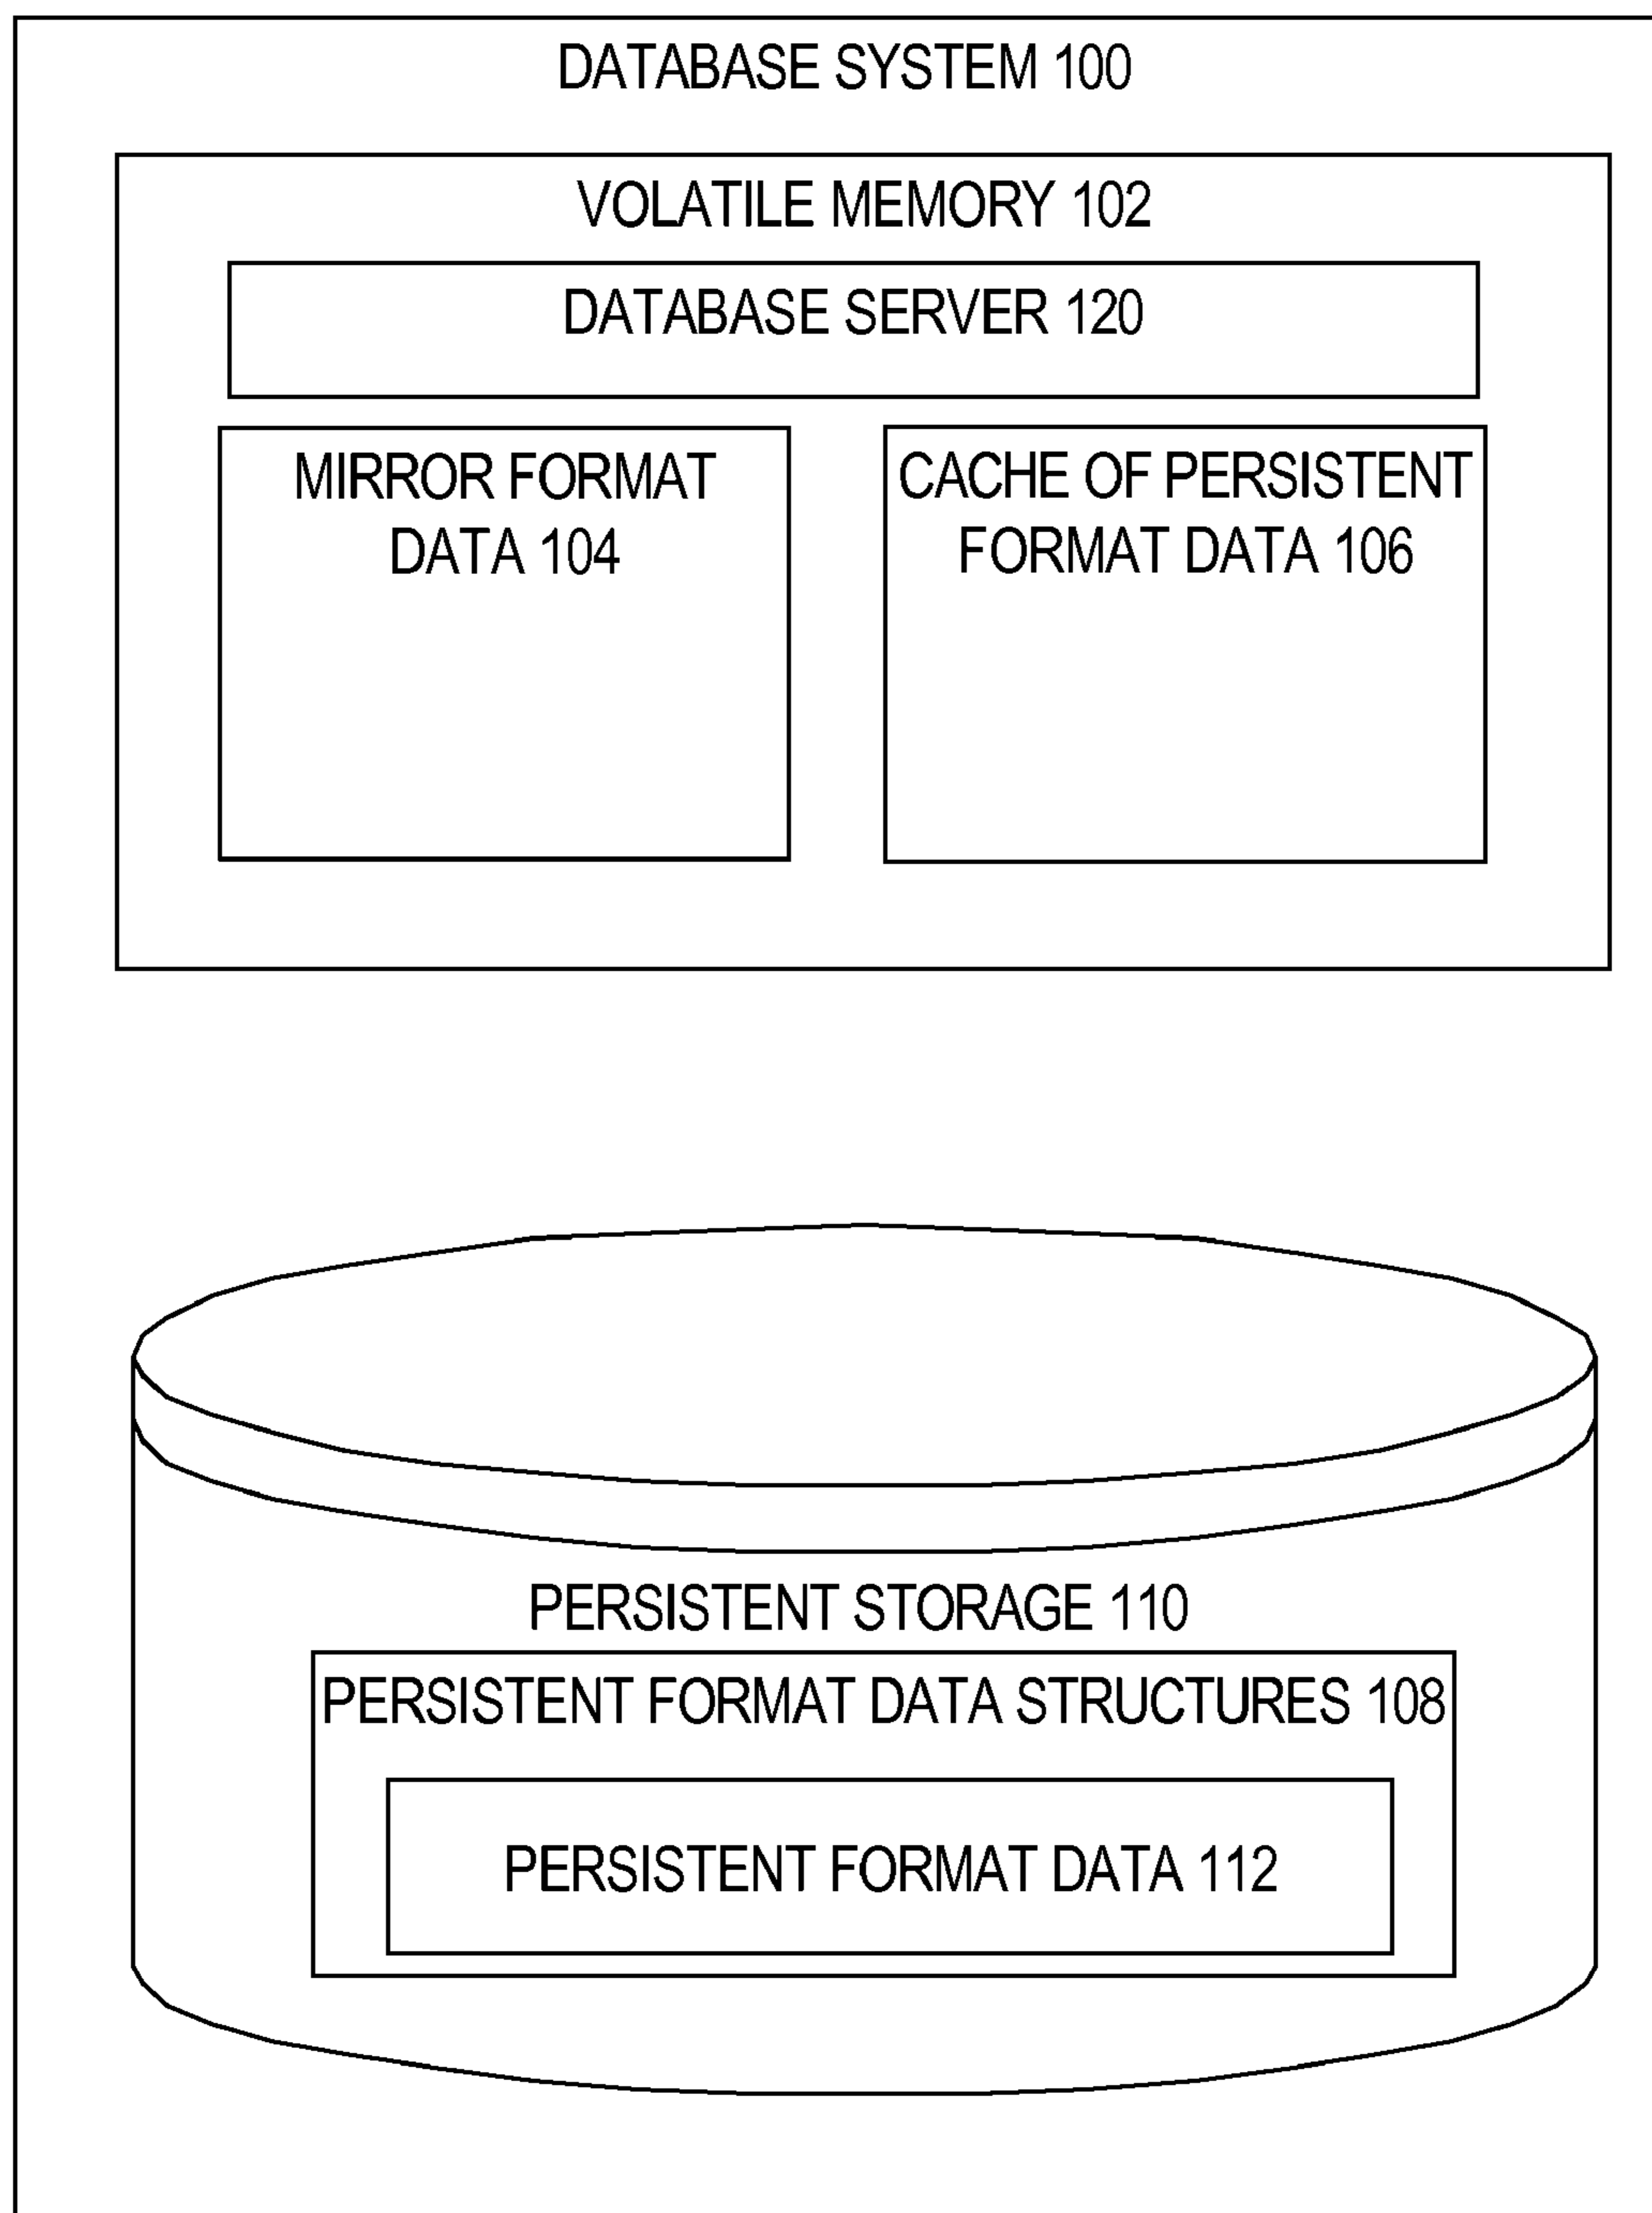 DATABASE SYSTEM 100
VOLATILE MEMORY 102
DATABASE SERVER 120
MIRROR FORMAT
DATA 104
CACHE OF PERSISTENT
FORMAT DATA 106
PERSISTENT STORAGE 110
PERSISTENT FORMAT DATA STRUCTURES 108
PERSISTENT FORMAT DATA 112